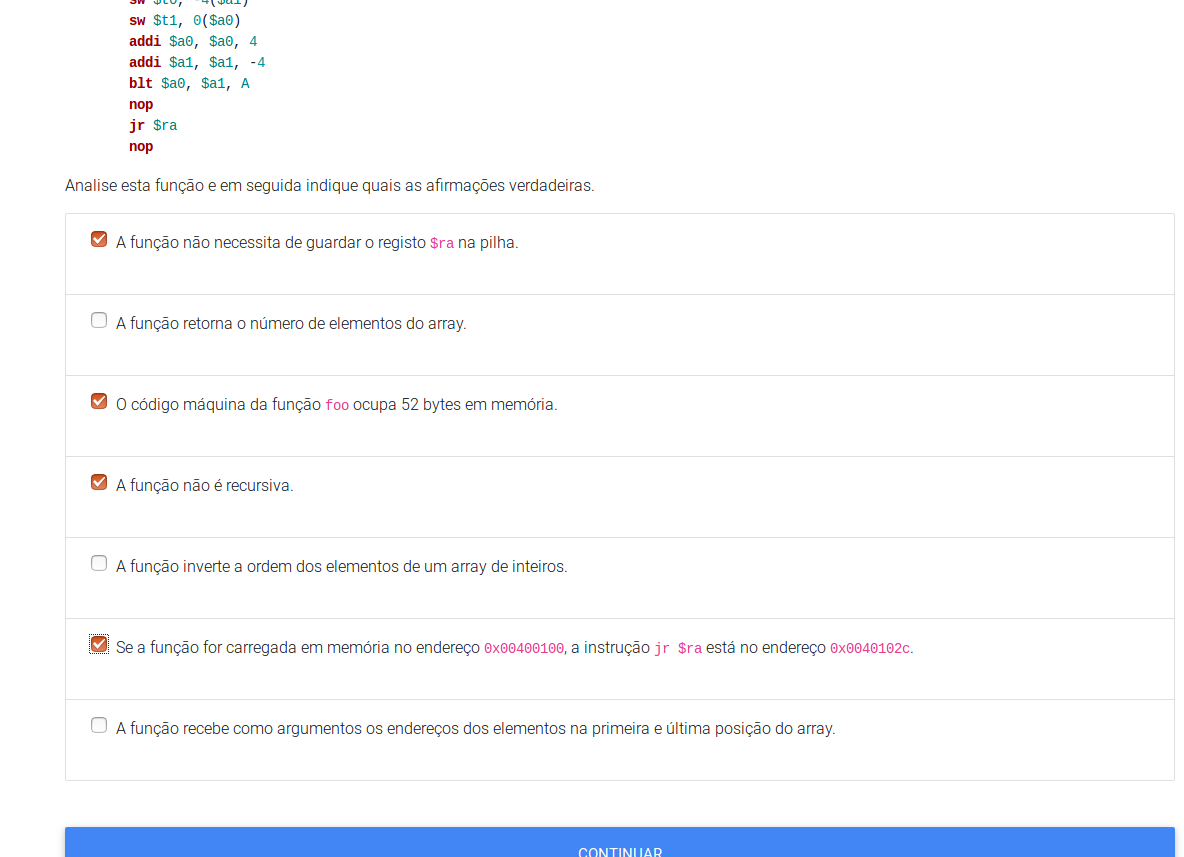 sw $t0, -4($a1)
sw $t1, 0($a0)
addi $a0, $a0, 4
addi $a1, $a1, -4
blt $a0, $a1, A
nop
jr $ra
nop
Analise esta função e em seguida indique quais as afirmações verdadeiras.
A função não necessita de guardar o registo $ra na pilha.
A função retorna o número de elementos do array.
O código máquina da função foo ocupa 52 bytes em memória.
A função não é recursiva.
A função inverte a ordem dos elementos de um array de inteiros.
Se a função for carregada em memória no endereço 0x00400100, a instrução jr $ra está no endereço 0x0040102c.
A função recebe como argumentos os endereços dos elementos na primeira e última posição do array.
CONTINUAR